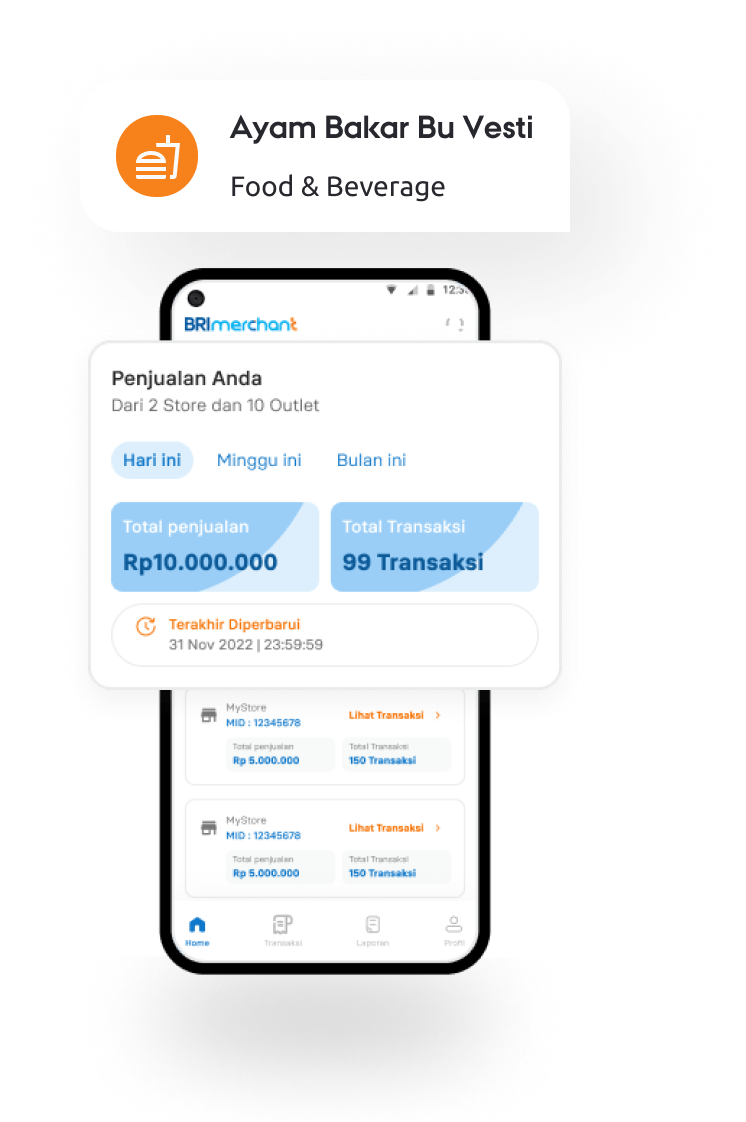 Ayam Bakar Bu Vesti
Food & Beverage
BRImerchant
Penjualan Anda
Dari 2 Store dan 10 Outlet
Hari ini Minggu ini Bulan ini
Total penjualan Total Transaksi
Rp10.000.000 99 Transaksi
Terakhir Diperbarui
31 Nov 2022 | 23:59:59
MyStore
MID : 12345678
Lihat Transaksi
Total penjualan Total Transaksi
Rp 5.000.000 150 Transaksi
MyStore
MID : 12345678
Lihat Transaksi
Total penjualan Total Transaksi
Rp 5.000.000 150 Transaksi
Home Transaksi Laporan Profil